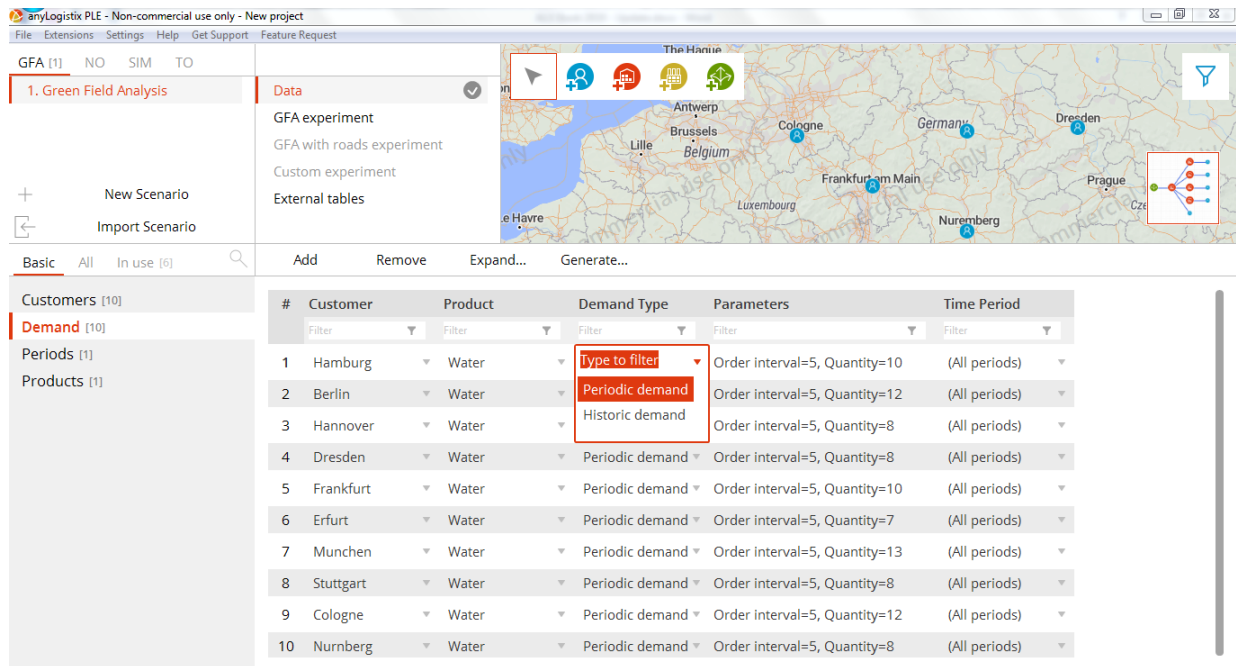 anyLogistix PLE - Non-commercial use only - New project
File Extensions Settings Help Get Support Feature Request
GFA [1] NO SIM TO
1. Green Field Analysis
New Scenario
Import Scenario
Data
GFA experiment
GFA with roads experiment
Custom experiment
External tables
The Hague
Antwerp
Brussels
Lille
Belgium
Cologne
Germany
Dresden
Frankfurt am Main
Prague
Luxembourg
Le Havre
Nuremberg
Basic All In use [6]
Add Remove Expand... Generate...
Customers [10]
Demand [10]
Periods [1]
Products [1]
# Customer Product Demand Type Parameters Time Period
Filter Filter Filter Filter Filter
1 Hamburg Water Type to filter Order interval=5, Quantity=10 (All periods)
Periodic demand
Historic demand
2 Berlin Water Order interval=5, Quantity=12 (All periods)
3 Hannover Water Order interval=5, Quantity=8 (All periods)
4 Dresden Water Periodic demand Order interval=5, Quantity=8 (All periods)
5 Frankfurt Water Periodic demand Order interval=5, Quantity=10 (All periods)
6 Erfurt Water Periodic demand Order interval=5, Quantity=7 (All periods)
7 Munchen Water Periodic demand Order interval=5, Quantity=13 (All periods)
8 Stuttgart Water Periodic demand Order interval=5, Quantity=8 (All periods)
9 Cologne Water Periodic demand Order interval=5, Quantity=12 (All periods)
10 Nurnberg Water Periodic demand Order interval=5, Quantity=8 (All periods)